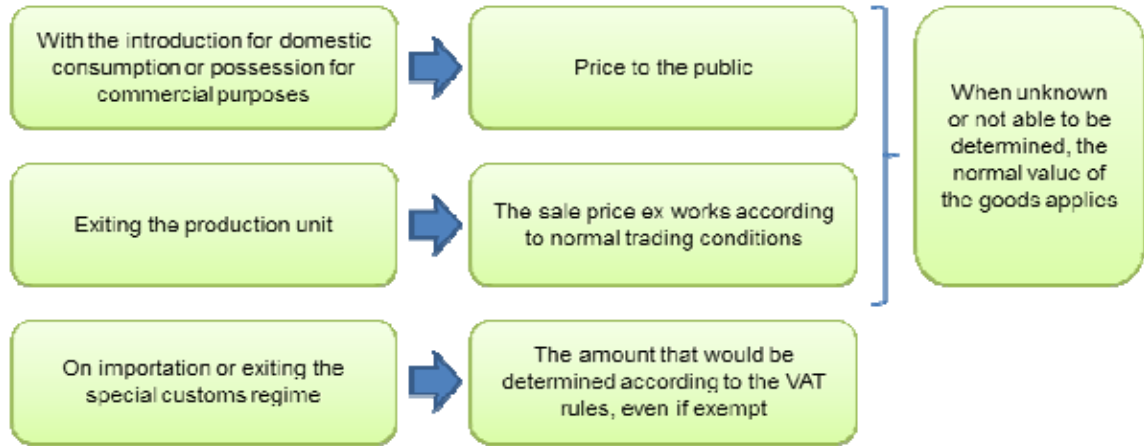 With the introduction for domestic
consumption or possession for
commercial purposes
Price to the public
Exiting the production unit
The sale price ex works according
to normal trading conditions
When unknown
or not able to be
determined, the
normal value of
the goods applies
On importation or exiting the
special customs regime
The amount that would be
determined according to the VAT
rules, even if exempt